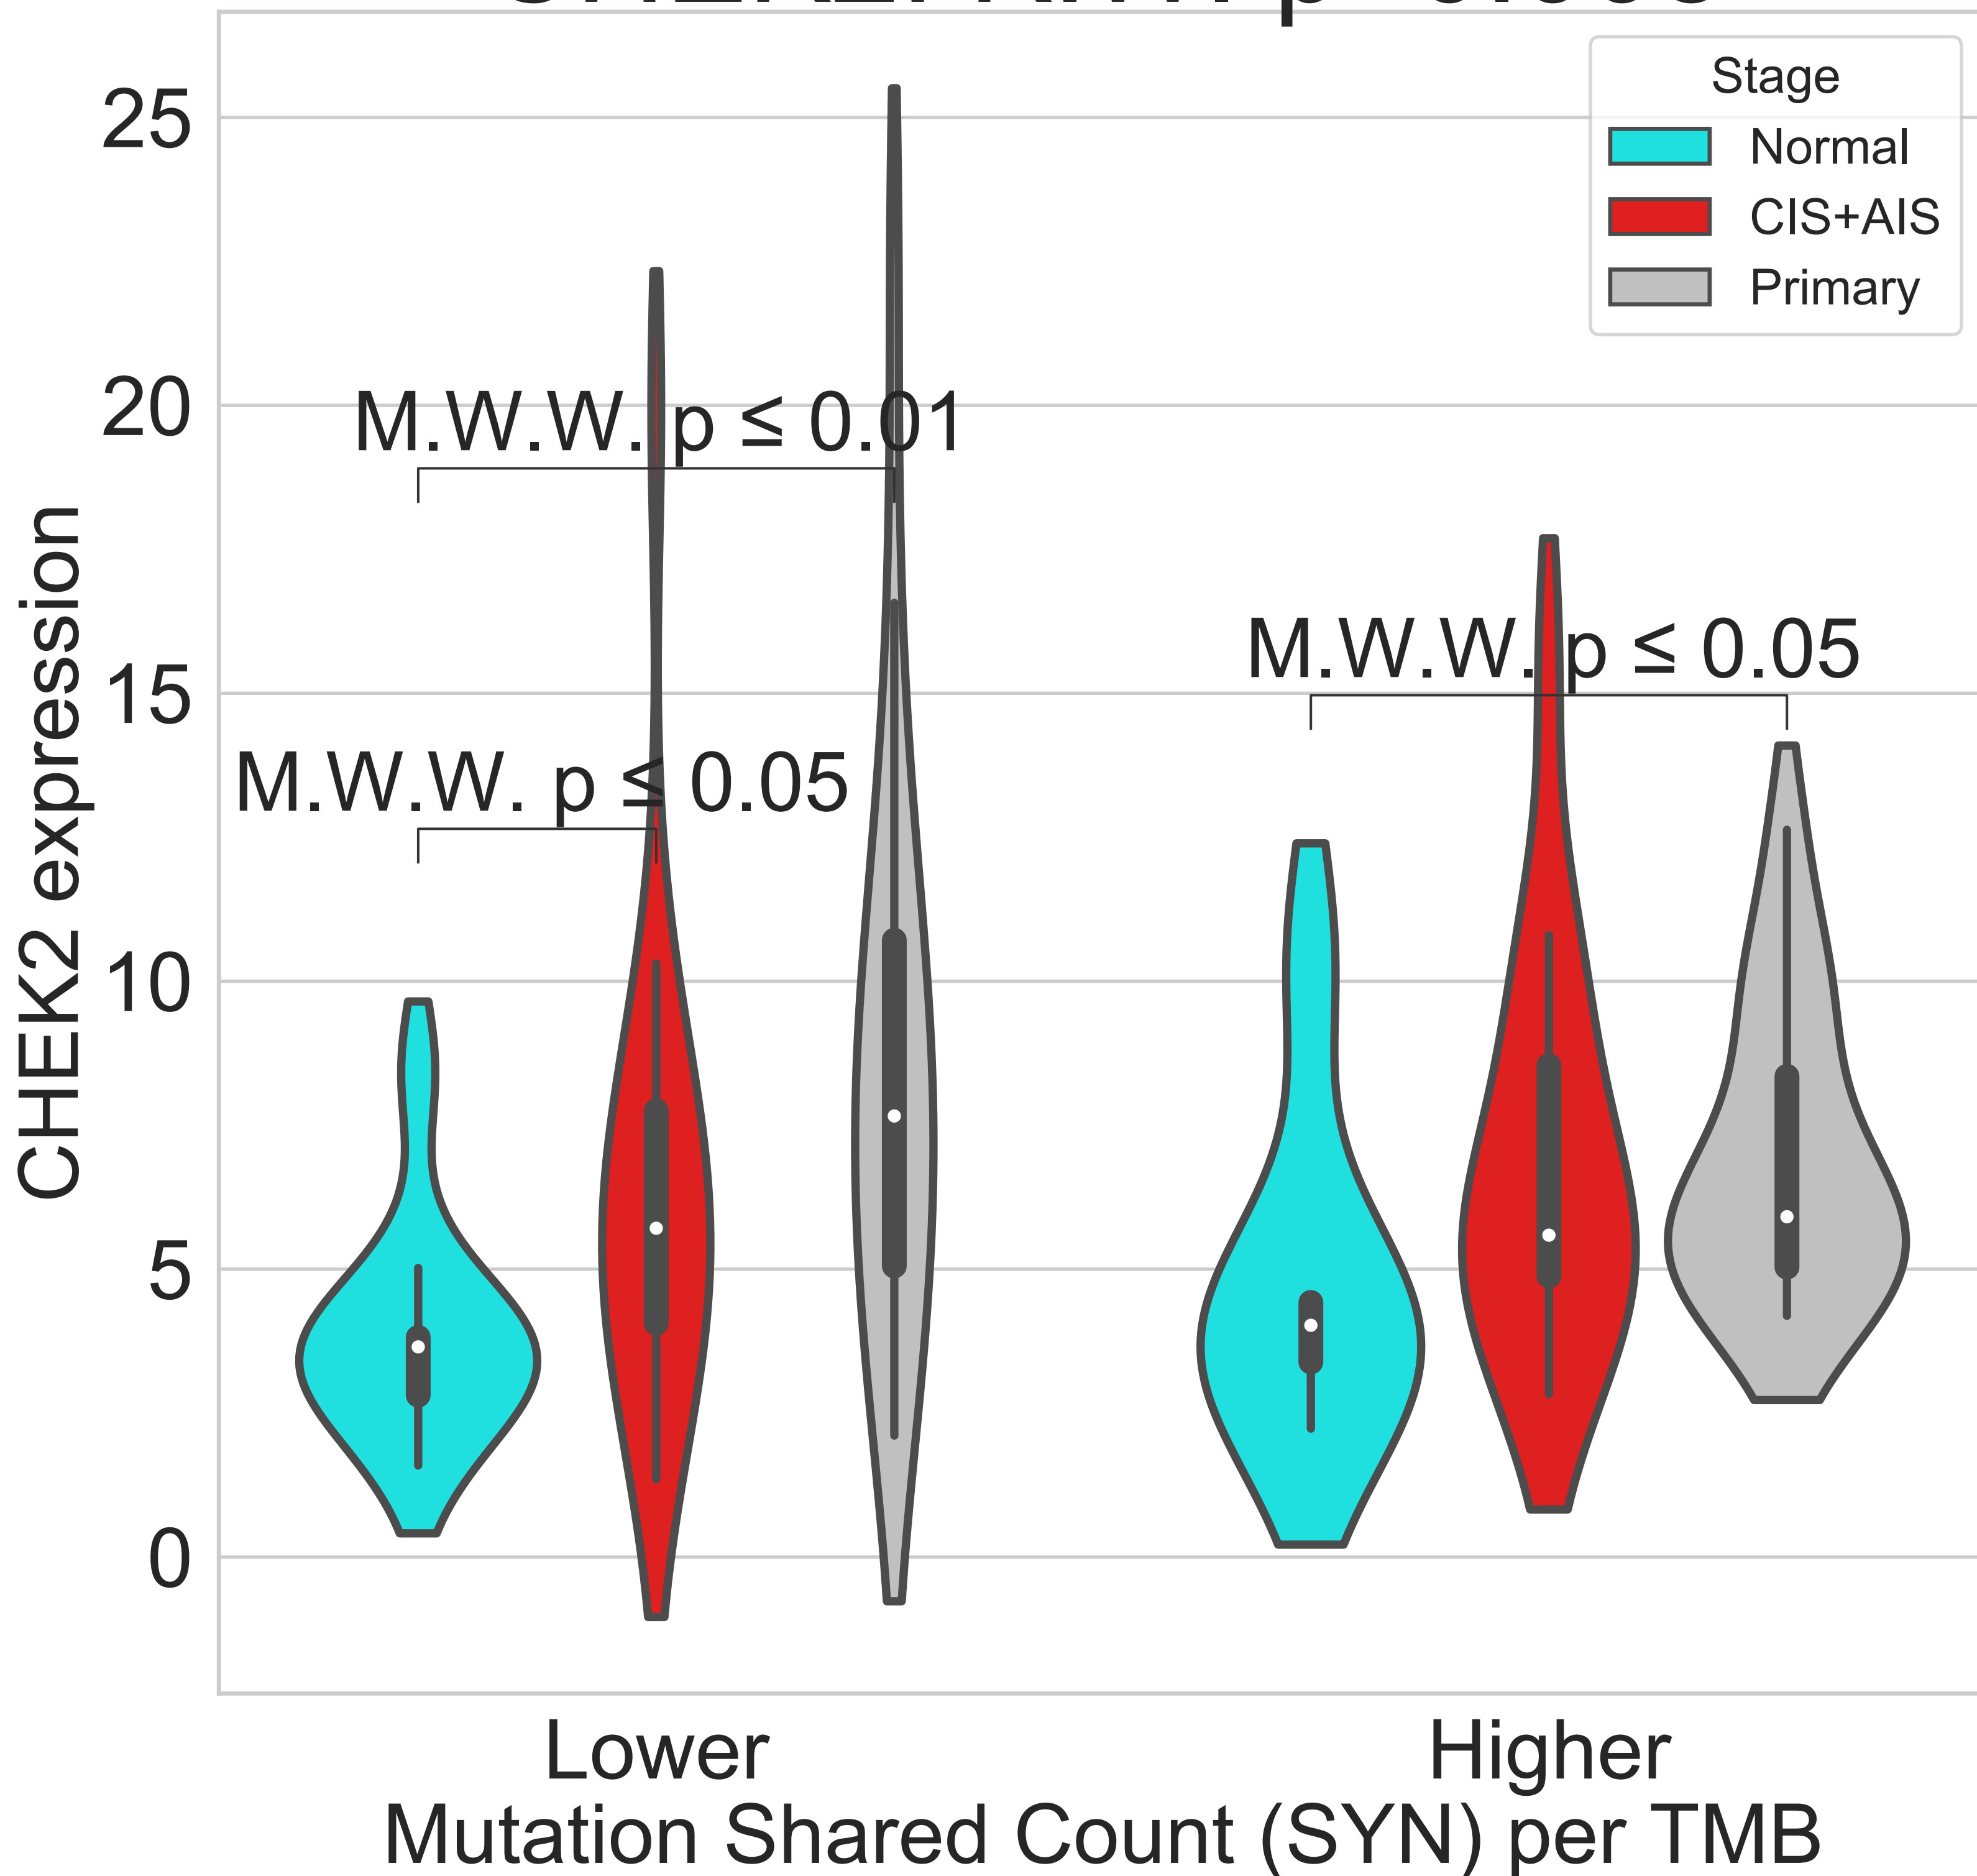 25
20
15
10
5
0
CHEK2 expression
Stage
Normal
CIS+AIS
Primary
M.W.W. p ≤ 0.01
M.W.W. p ≤ 0.05
M.W.W. p ≤ 0.05
Lower
Higher
Mutation Shared Count (SYN) per TMB